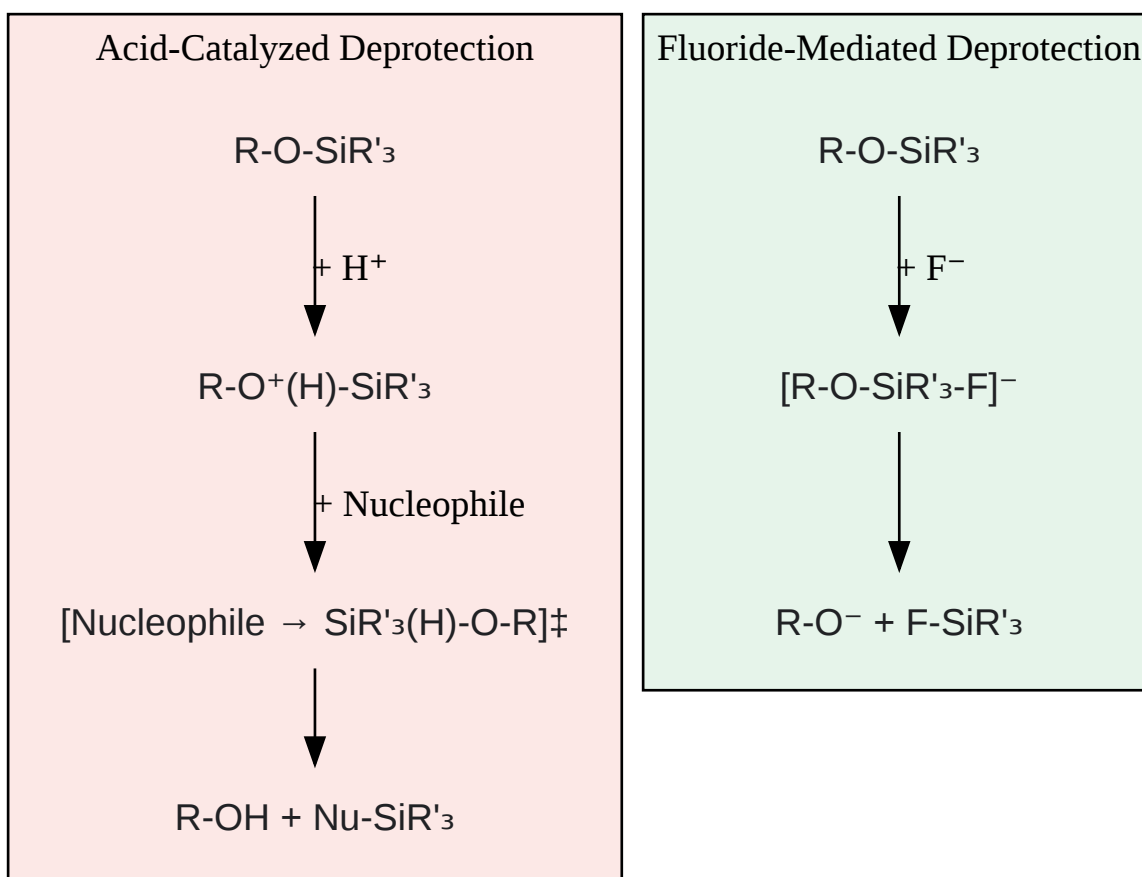 Acid-Catalyzed Deprotection
R-O-SiR'₃
+ H⁺
R-O⁺(H)-SiR'₃
+ Nucleophile
[Nucleophile → SiR'₃(H)-O-R]‡
R-OH + Nu-SiR'₃
Fluoride-Mediated Deprotection
R-O-SiR'₃
+ F⁻
[R-O-SiR'₃-F]⁻
R-O⁻ + F-SiR'₃